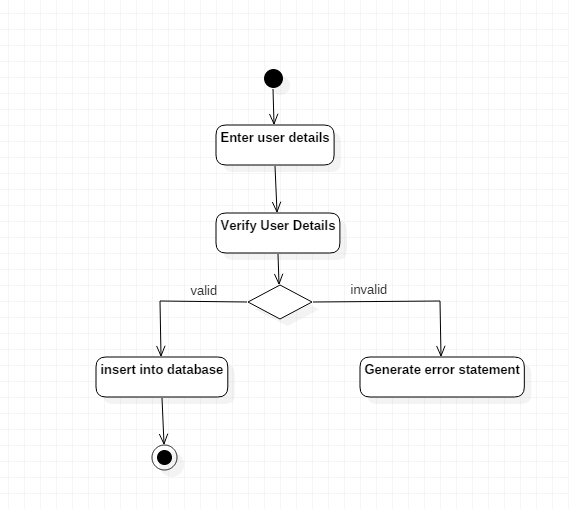 Enter user details
Verify User Details
valid
invalid
insert into database
Generate error statement